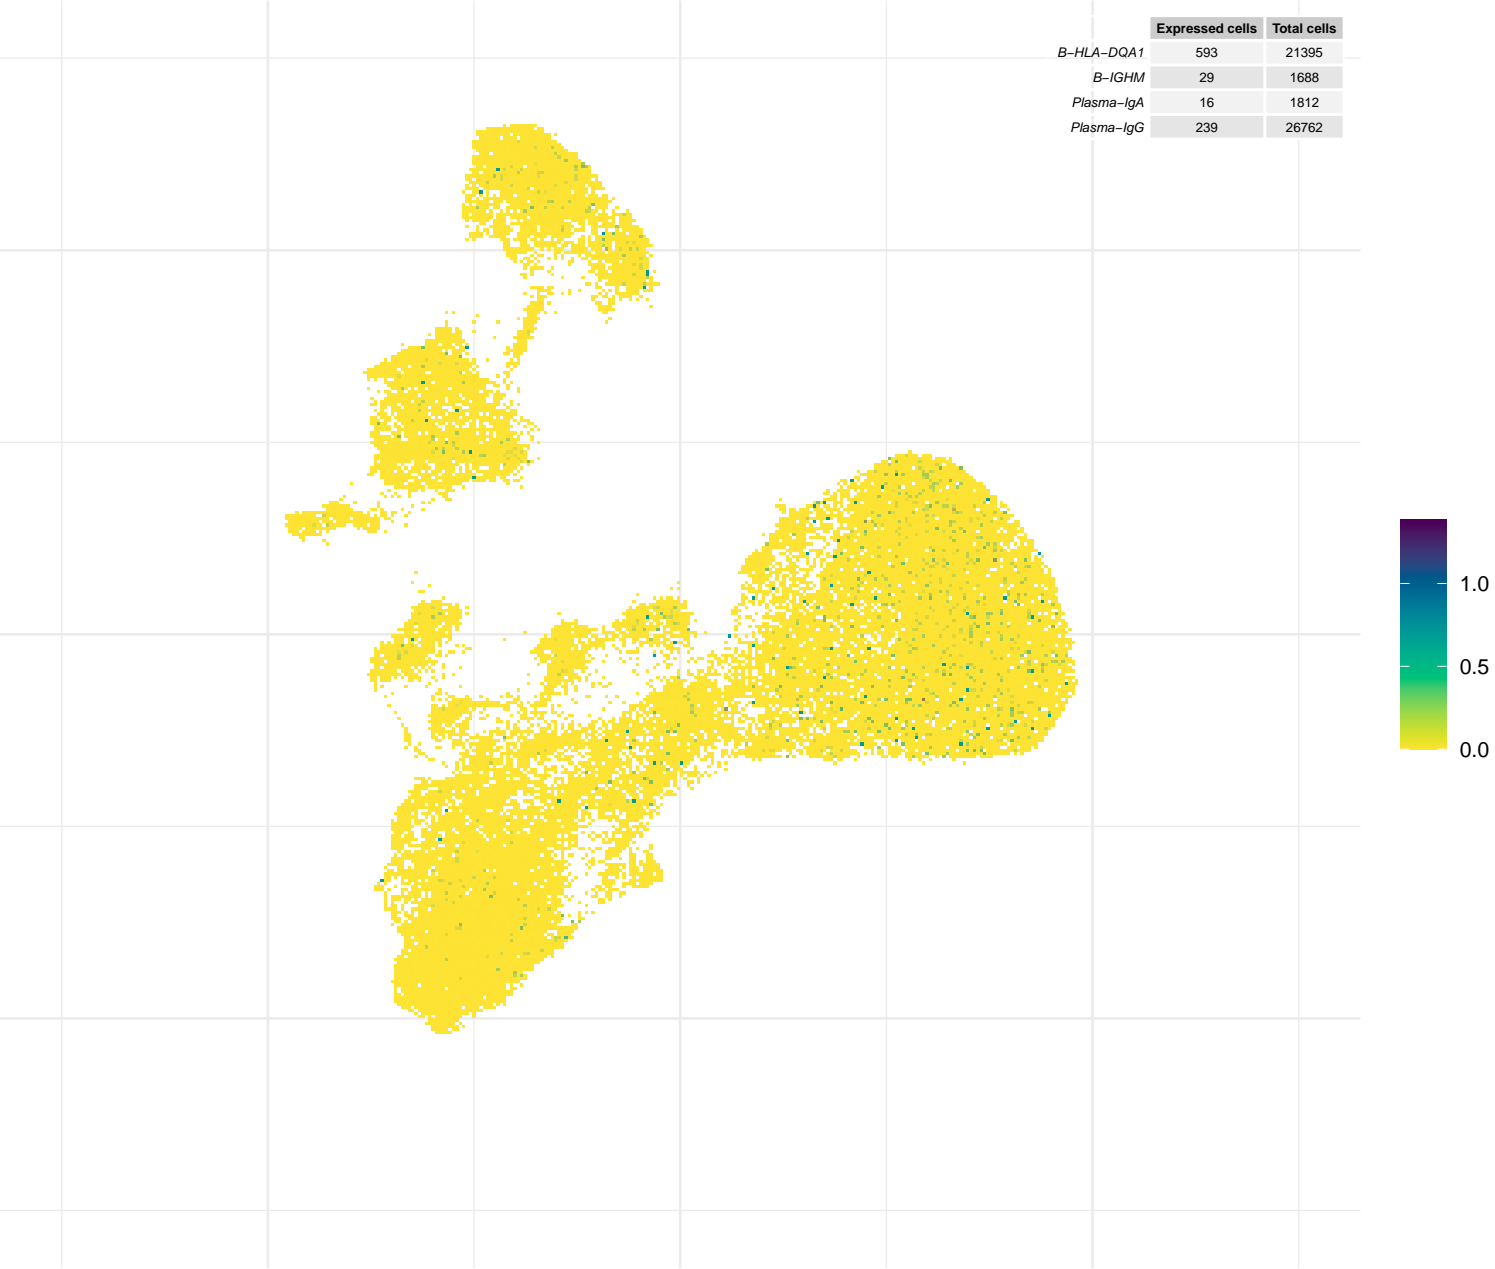 Expressed cells Total cells
B−HLA−DQA1 593 21395
B−IGHM 29 1688
Plasma−IgA 16 1812
Plasma−IgG 239 26762
1.0
0.5
0.0